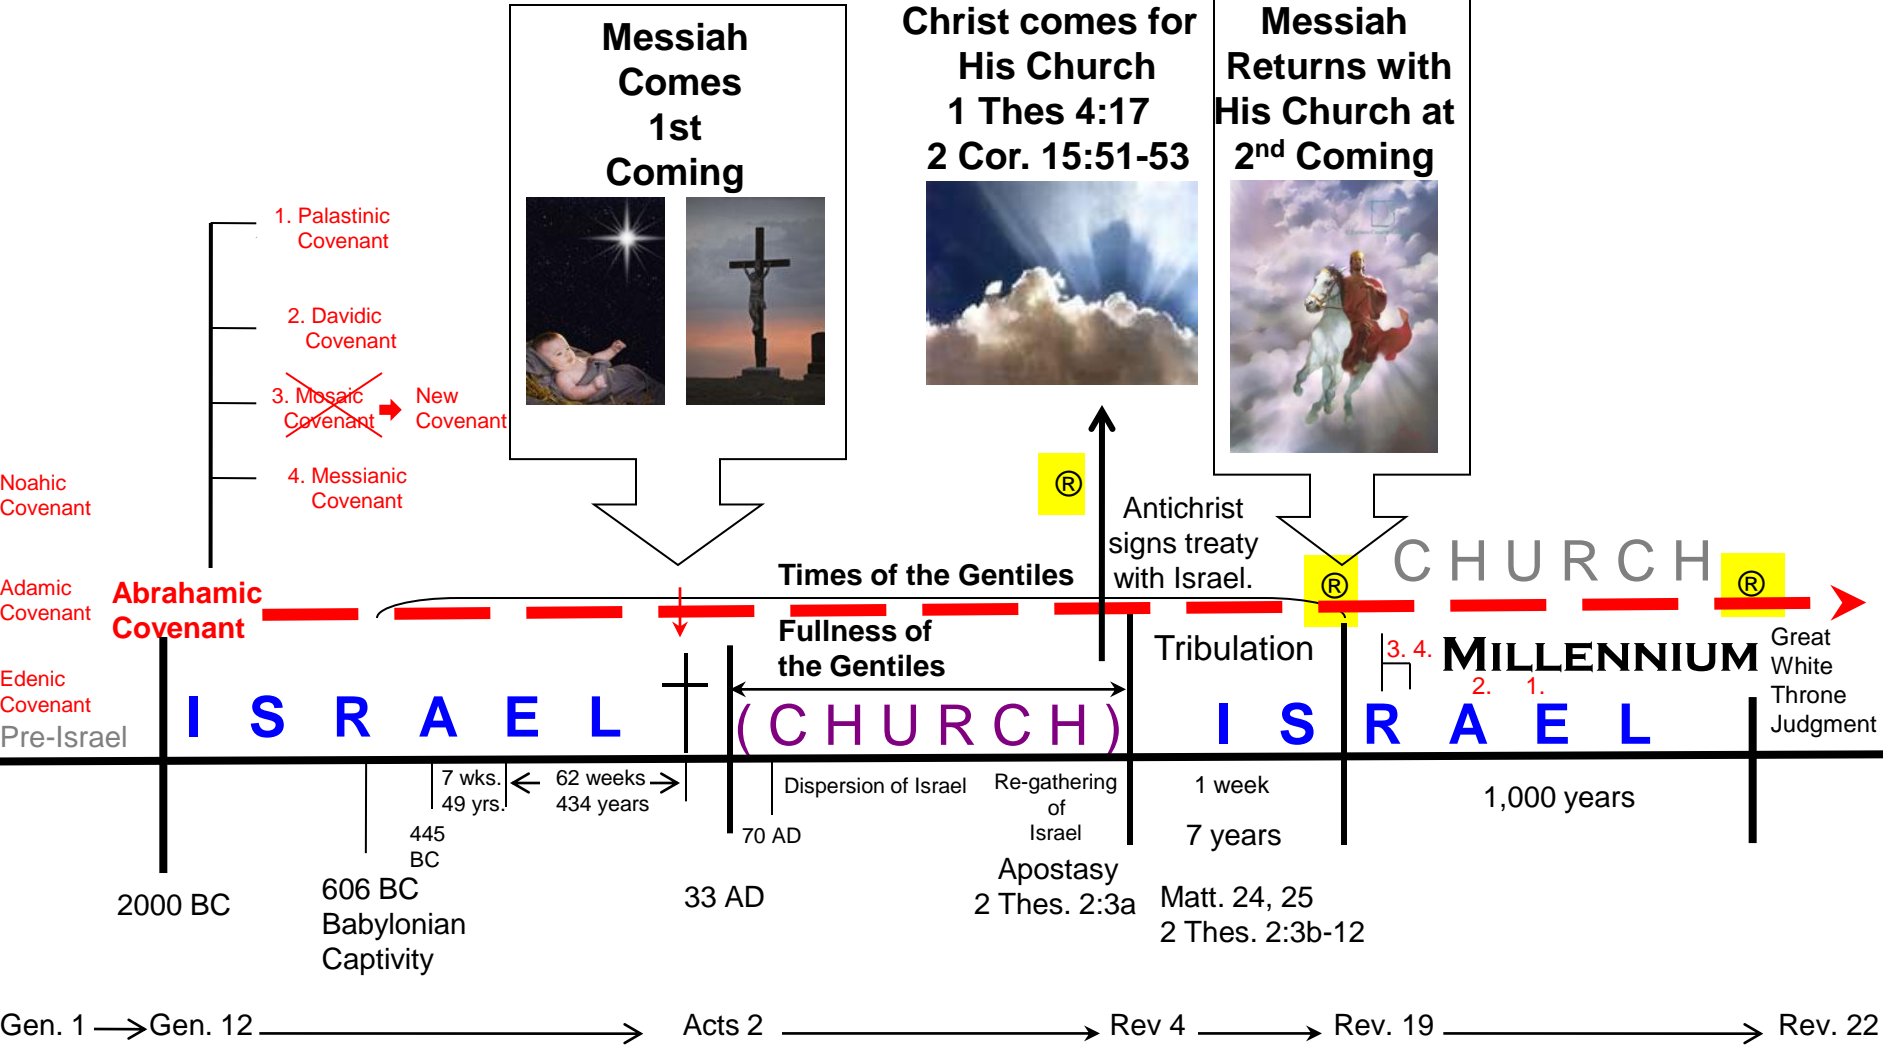 Messiah
Comes
1st
Coming
Christ comes for
His Church
1 Thes 4:17
2 Cor. 15:51-53
Messiah
Returns with
His Church at
2nd Coming
1. Palastinic
Covenant
2. Davidic
Covenant
3. Mosaic
Covenant
New
Covenant
4. Messianic
Covenant
Noahic
Covenant
Adamic
Covenant
Edenic
Covenant
Pre-Israel
Abrahamic
Covenant
®
Antichrist
signs treaty
with Israel.
®
CHURCH
®
Times of the Gentiles
Fullness of
the Gentiles
Tribulation
3. 4.
MILLENNIUM
2. 1.
Great
White
Throne
Judgment
ISRAEL
(CHURCH)
ISRAEL
7 wks.
49 yrs.
62 weeks
434 years
Dispersion of Israel
Re-gathering
of
Israel
1 week
7 years
1,000 years
445
BC
70 AD
2000 BC
606 BC
Babylonian
Captivity
33 AD
Apostasy
2 Thes. 2:3a
Matt. 24, 25
2 Thes. 2:3b-12
Gen. 1
Gen. 12
Acts 2
Rev 4
Rev. 19
Rev. 22